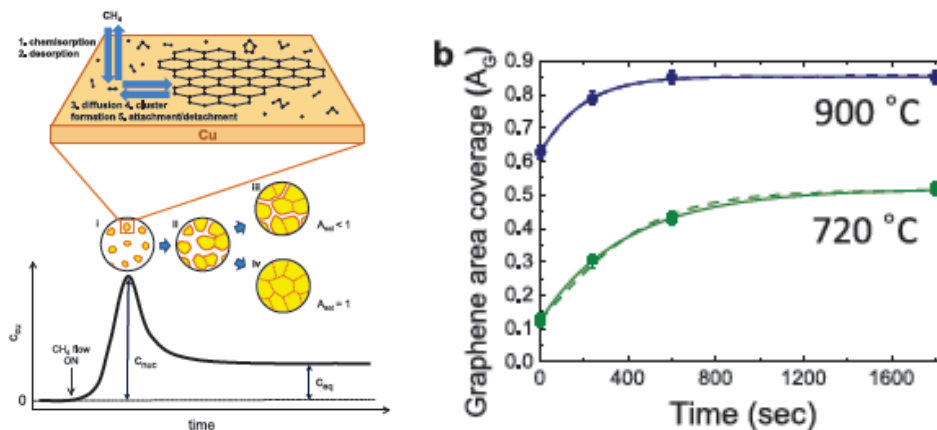 CH4
1. chemisorption
2. desorption
3. diffusion 4. cluster
formation 5. attachment/detachment
Cu
i
ii
iii
Asat < 1
iv
Asat = 1
ccu
CH4 flow
ON
cnuc
ceq
0
time
b
Graphene area coverage (AG)
0.9
0.8
0.7
0.6
0.5
0.4
0.3
0.2
0.1
0.0
900 °C
720 °C
0 400 800 1200 1600
Time (sec)